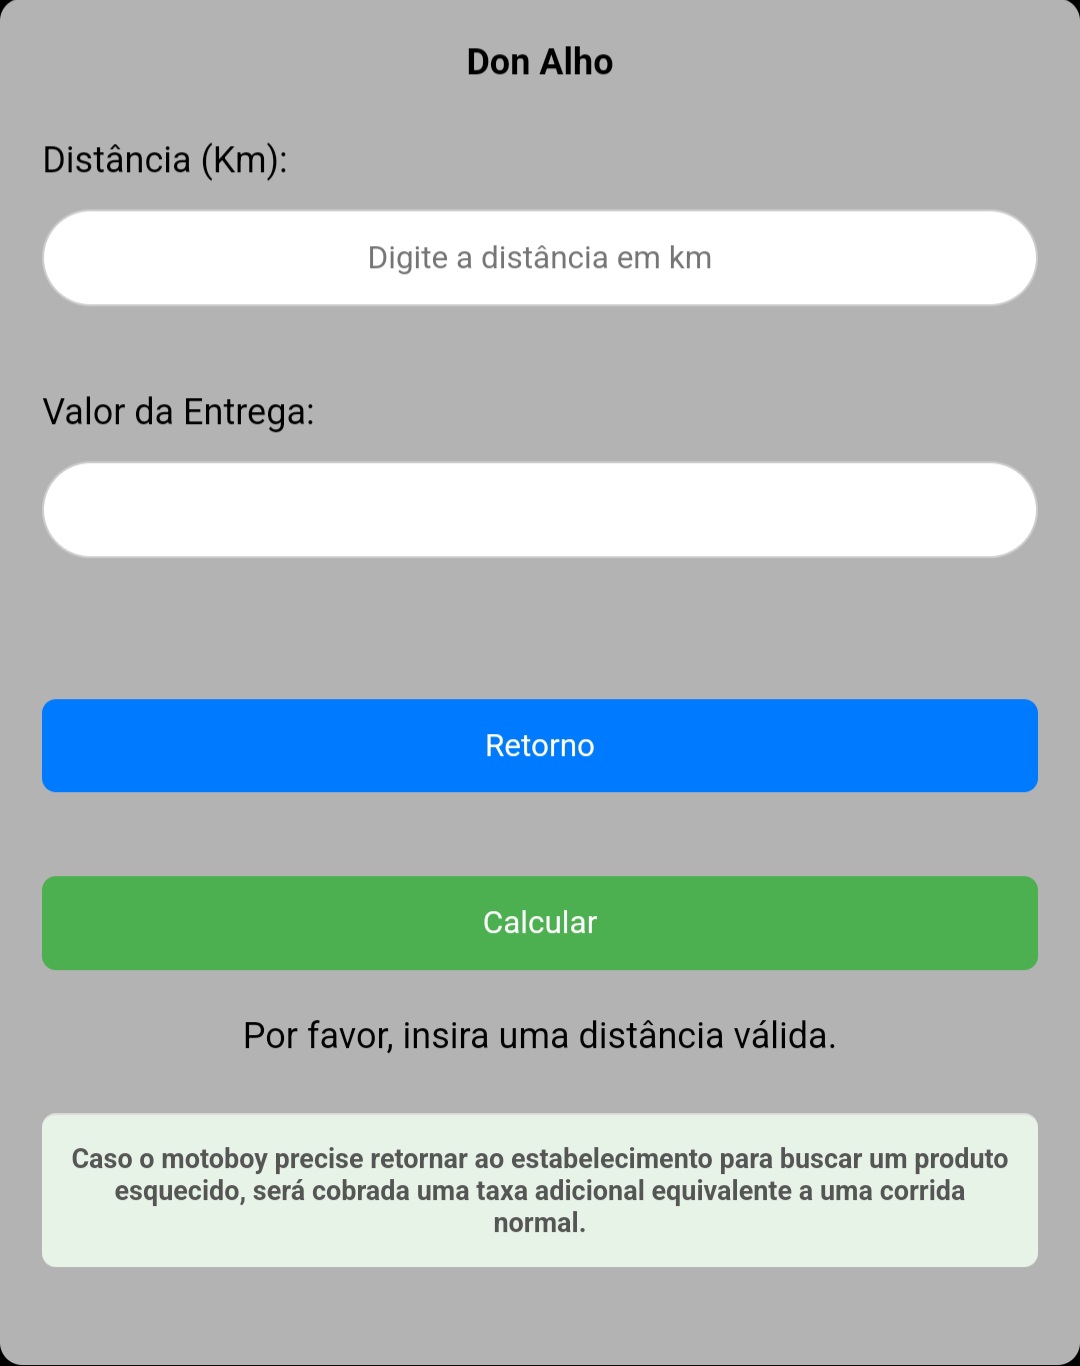 Don Alho
Distância (Km):
Digite a distância em km
Valor da Entrega:
Retorno
Calcular
Por favor, insira uma distância válida.
Caso o motoboy precise retornar ao estabelecimento para buscar um produto
esquecido, será cobrada uma taxa adicional equivalente a uma corrida
normal.